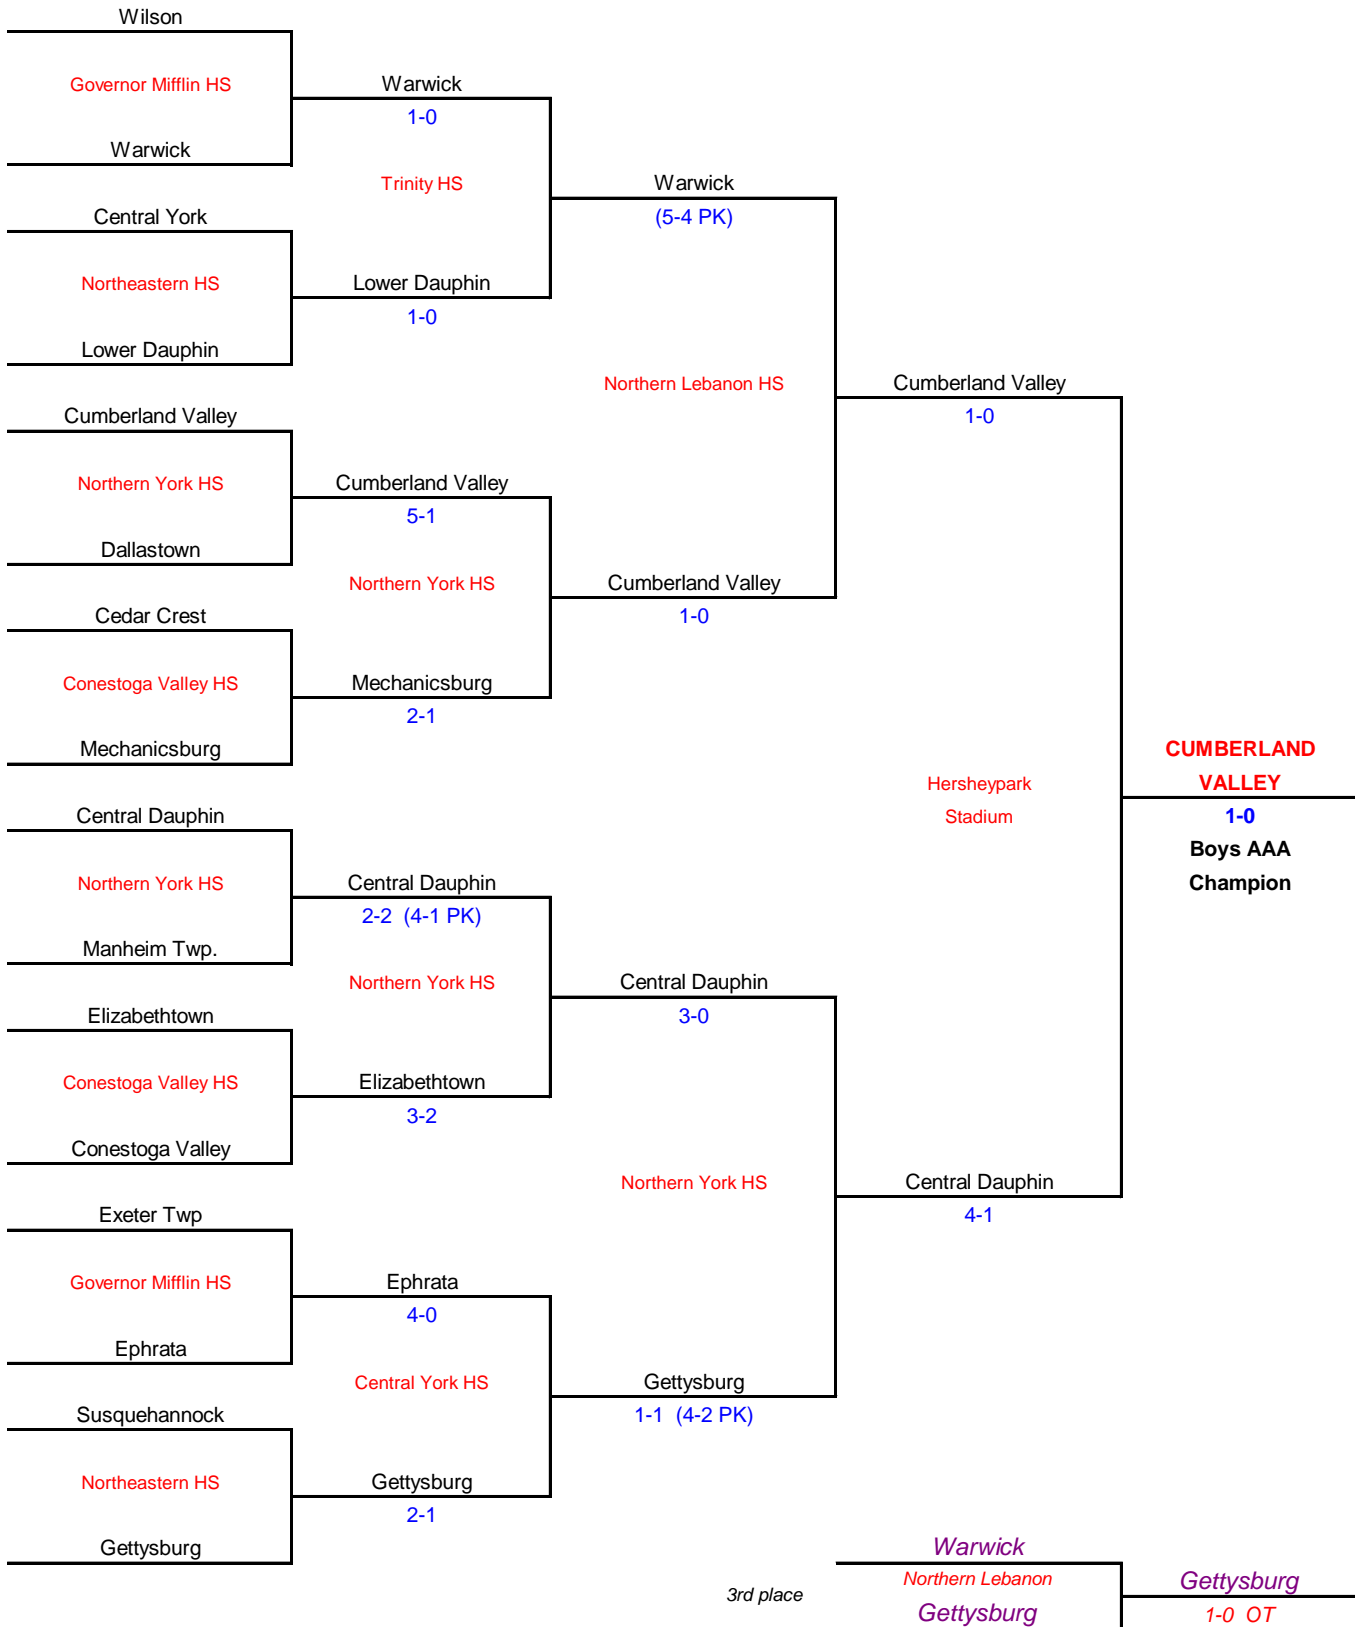 Wilson
Governor Mifflin HS
Warwick
1-0
Warwick
Trinity HS
Warwick
(5-4 PK)
Central York
Northeastern HS
Lower Dauphin
1-0
Lower Dauphin
Northern Lebanon HS
Cumberland Valley
1-0
Cumberland Valley
Northern York HS
Cumberland Valley
5-1
Dallastown
Northern York HS
Cumberland Valley
1-0
Cedar Crest
Conestoga Valley HS
Mechanicsburg
2-1
Mechanicsburg
CUMBERLAND
VALLEY
1-0
Boys AAA
Champion
Hersheypark
Stadium
Central Dauphin
Northern York HS
Central Dauphin
2-2 (4-1 PK)
Manheim Twp.
Northern York HS
Central Dauphin
3-0
Elizabethtown
Conestoga Valley HS
Elizabethtown
3-2
Conestoga Valley
Northern York HS
Central Dauphin
4-1
Exeter Twp
Governor Mifflin HS
Ephrata
4-0
Ephrata
Central York HS
Gettysburg
1-1 (4-2 PK)
Susquehannock
Northeastern HS
Gettysburg
2-1
Gettysburg
3rd place
Warwick
Northern Lebanon
Gettysburg
Gettysburg
1-0 OT